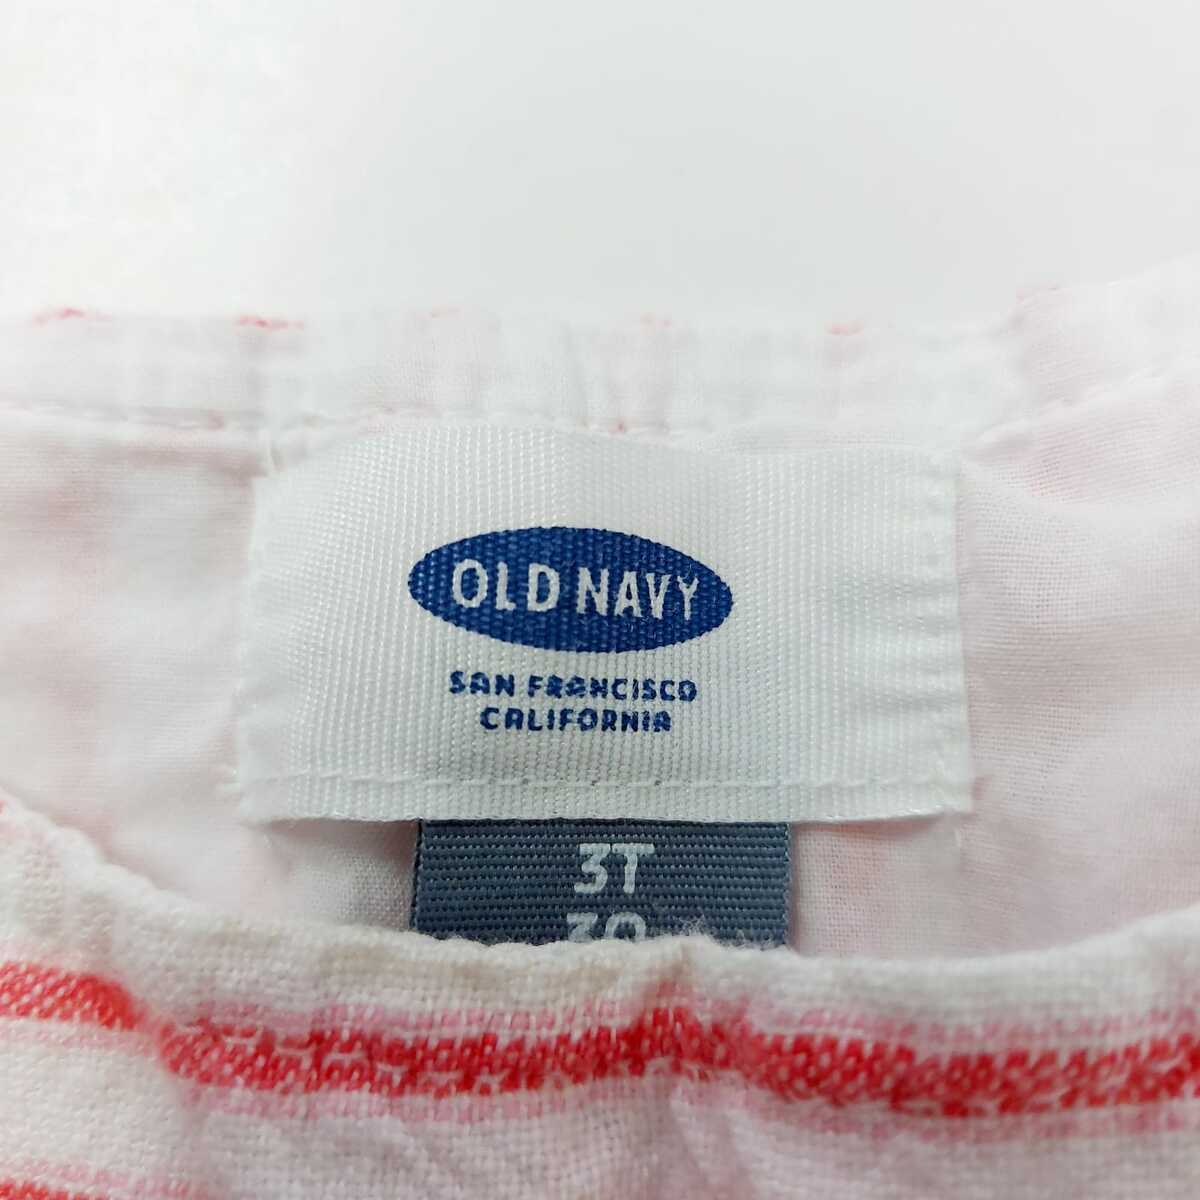 OLD NAVY
SAN FRANCISCO
CALIFORNIA
3T